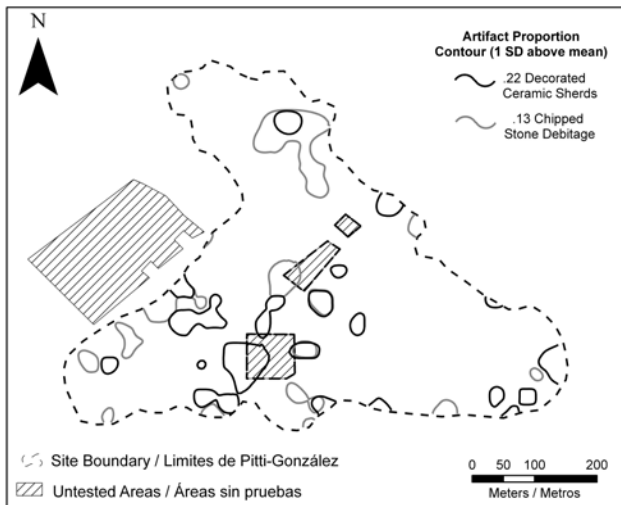 N
Artifact Proportion
Contour (1 SD above mean)
.22 Decorated
Ceramic Sherds
.13 Chipped
Stone Debitage
Site Boundary / Limites de Pitti-González
Untested Areas / Áreas sin pruebas
0 50 100 200
Meters / Metros